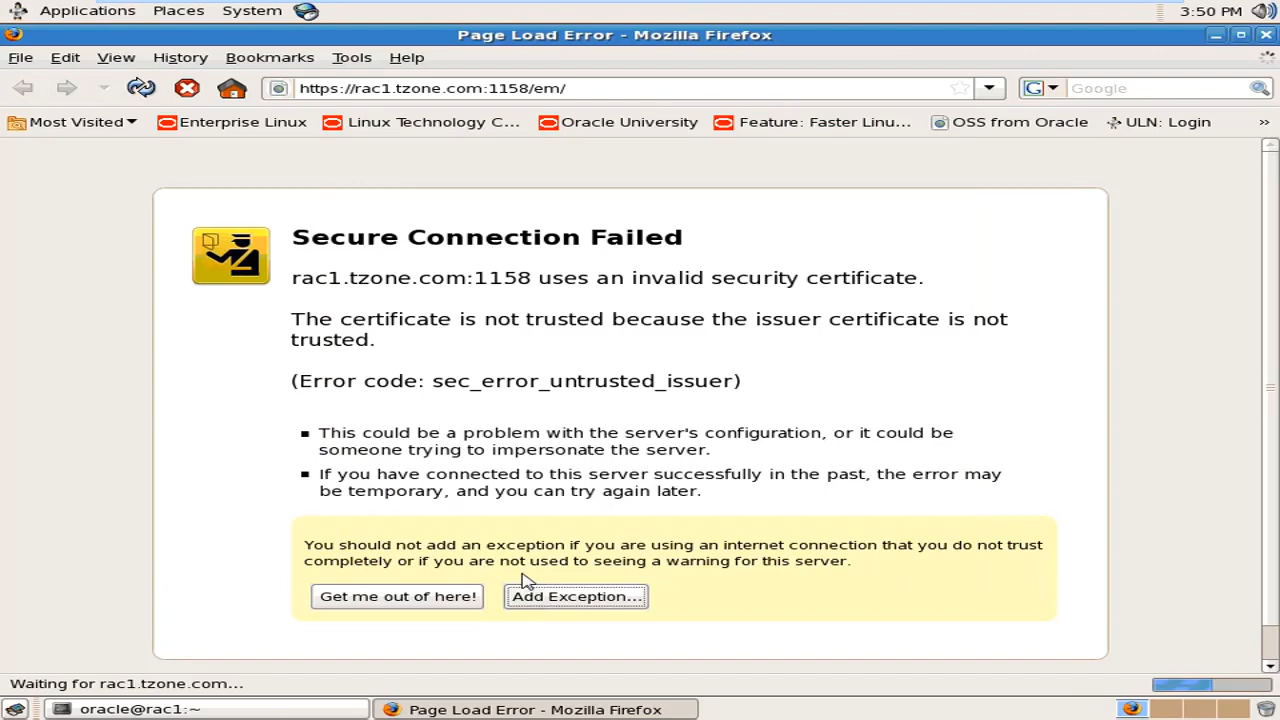 Applications Places System 3:50 PM
Page Load Error - Mozilla Firefox
File Edit View History Bookmarks Tools Help
https://rac1.tzone.com:1158/em/ G Google
Most Visited Enterprise Linux Linux Technology C... Oracle University Feature: Faster Linu... OSS from Oracle ULN: Login »
Secure Connection Failed
rac1.tzone.com:1158 uses an invalid security certificate.
The certificate is not trusted because the issuer certificate is not
trusted.
(Error code: sec_error_untrusted_issuer)
This could be a problem with the server's configuration, or it could be
someone trying to impersonate the server.
If you have connected to this server successfully in the past, the error may
be temporary, and you can try again later.
You should not add an exception if you are using an internet connection that you do not trust
completely or if you are not used to seeing a warning for this server.
Get me out of here! Add Exception...
Waiting for rac1.tzone.com...
oracle@rac1:~ Page Load Error - Mozilla Firefox